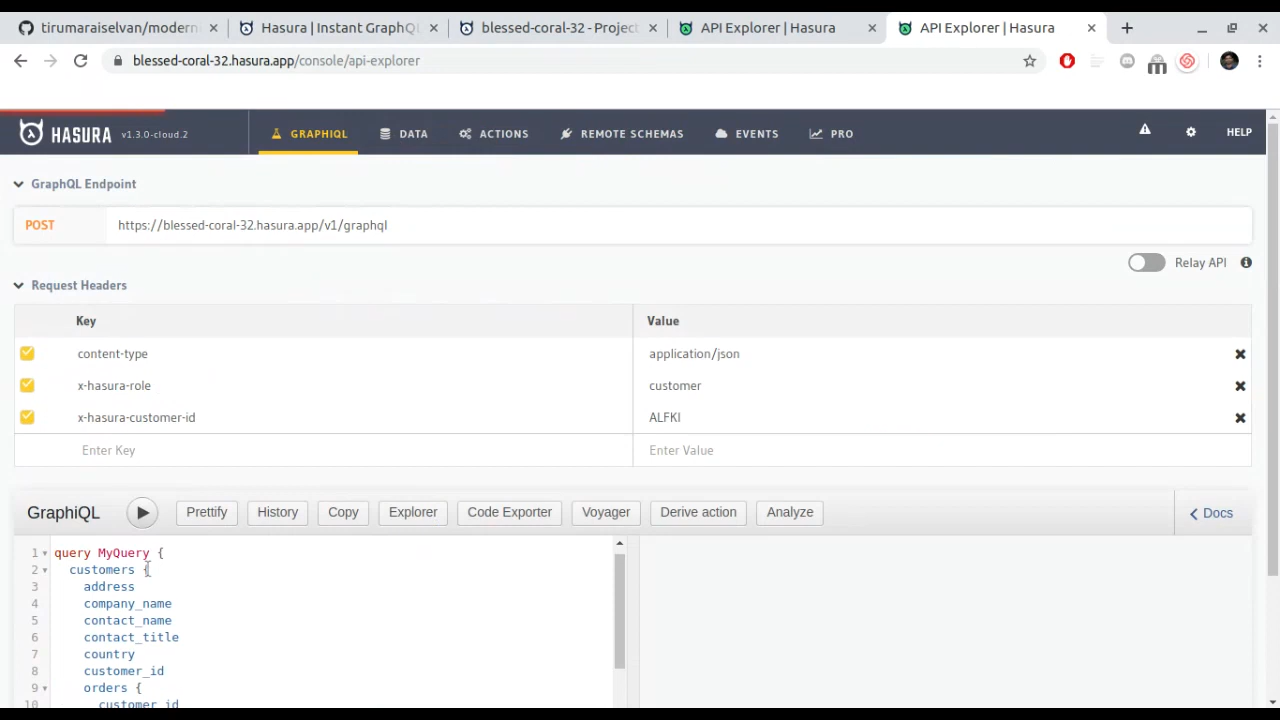 tirumaraiselvan/moderni
Hasura | Instant GraphQL
blessed-coral-32 - Project
API Explorer | Hasura
API Explorer | Hasura
blessed-coral-32.hasura.app/console/api-explorer
HASURA v1.3.0-cloud.2
GRAPHIQL
DATA
ACTIONS
REMOTE SCHEMAS
EVENTS
PRO
HELP
GraphQL Endpoint
POST https://blessed-coral-32.hasura.app/v1/graphql
Relay API
Request Headers
Key Value
content-type application/json
x-hasura-role customer
x-hasura-customer-id ALFKI
Enter Key Enter Value
GraphiQL Prettify History Copy Explorer Code Exporter Voyager Derive action Analyze Docs
1 query MyQuery {
2 customers {
3 address
4 company_name
5 contact_name
6 contact_title
7 country
8 customer_id
9 orders {
10 customer_id